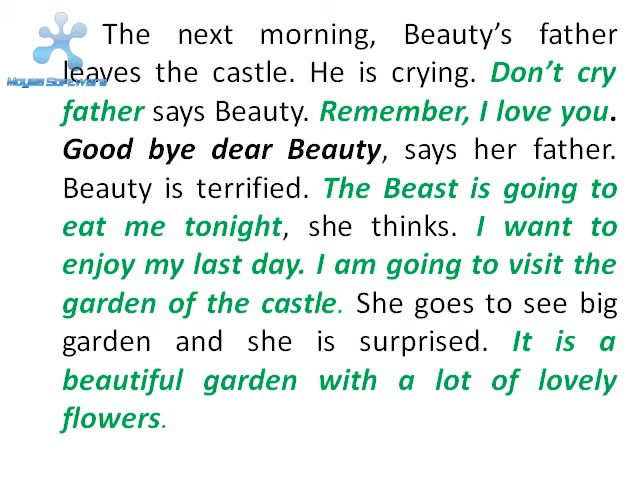 The next morning, Beauty's father
Moyea Software
leaves the castle. He is crying. Don't cry
father says Beauty. Remember, I love you.
Good bye dear Beauty, says her father.
Beauty is terrified. The Beast is going to
eat me tonight, she thinks. I want to
enjoy my last day. I am going to visit the
garden of the castle. She goes to see big
garden and she is surprised. It is a
beautiful garden with a lot of lovely
flowers.